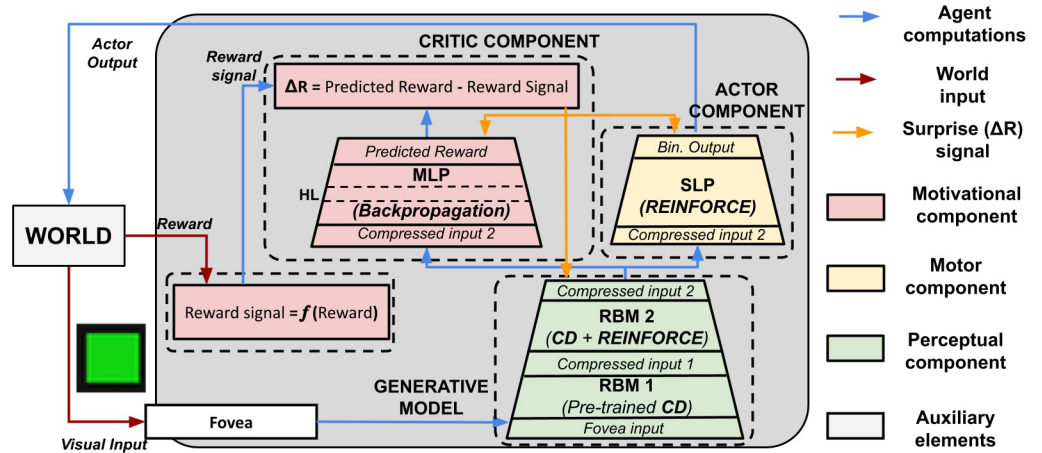 Actor
Output
Reward
signal
CRITIC COMPONENT
ΔR = Predicted Reward - Reward Signal
ACTOR
COMPONENT
Predicted Reward
MLP
HL
(Backpropagation)
Compressed input 2
Bin. Output
SLP
(REINFORCE)
Compressed input 2
WORLD
Reward
Reward signal = f (Reward)
Compressed input 2
RBM 2
(CD + REINFORCE)
Compressed input 1
RBM 1
(Pre-trained CD)
Fovea input
GENERATIVE
MODEL
Fovea
Visual Input
Agent
computations
World
input
Surprise (ΔR)
signal
Motivational
component
Motor
component
Perceptual
component
Auxiliary
elements